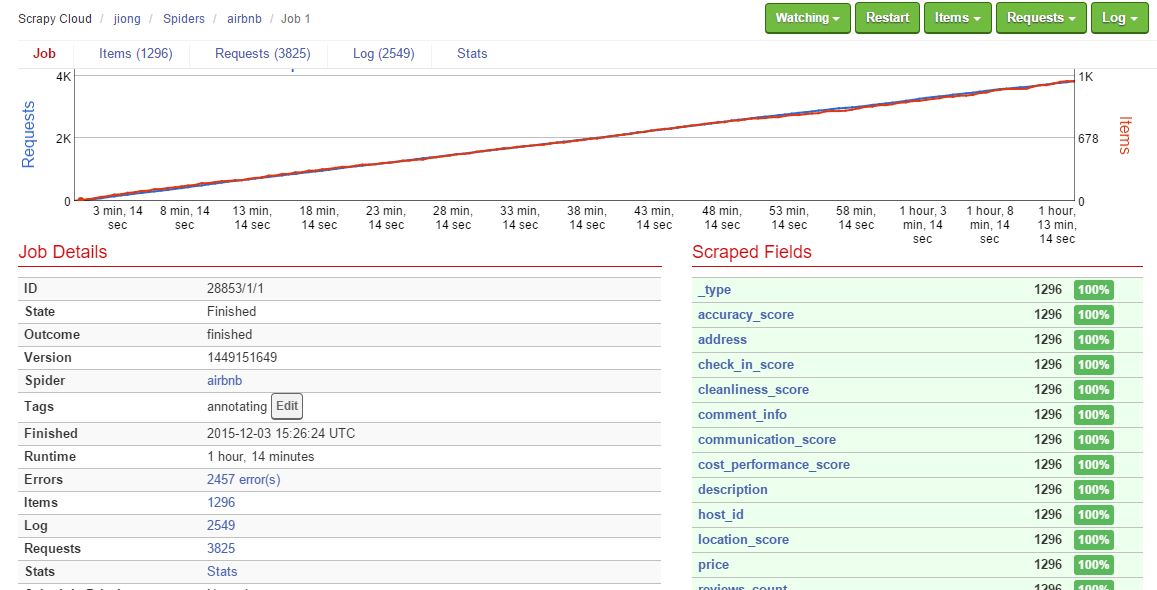 Scrapy Cloud / jiong / Spiders / airbnb / Job 1
Watching Restart Items Requests Log
Job Items (1296) Requests (3825) Log (2549) Stats
4K 1K
2K 678
0 0
Requests
Items
3 min, 14 sec
8 min, 14 sec
13 min, 14 sec
18 min, 14 sec
23 min, 14 sec
28 min, 14 sec
33 min, 14 sec
38 min, 14 sec
43 min, 14 sec
48 min, 14 sec
53 min, 14 sec
58 min, 14 sec
1 hour, 3 min, 14 sec
1 hour, 8 min, 14 sec
1 hour, 13 min, 14 sec
Job Details
ID 28853/1/1
State Finished
Outcome finished
Version 1449151649
Spider airbnb
Tags annotating Edit
Finished 2015-12-03 15:26:24 UTC
Runtime 1 hour, 14 minutes
Errors 2457 error(s)
Items 1296
Log 2549
Requests 3825
Stats Stats
Scraped Fields
_type 1296 100%
accuracy_score 1296 100%
address 1296 100%
check_in_score 1296 100%
cleanliness_score 1296 100%
comment_info 1296 100%
communication_score 1296 100%
cost_performance_score 1296 100%
description 1296 100%
host_id 1296 100%
location_score 1296 100%
price 1296 100%
reviews_count 1296 100%